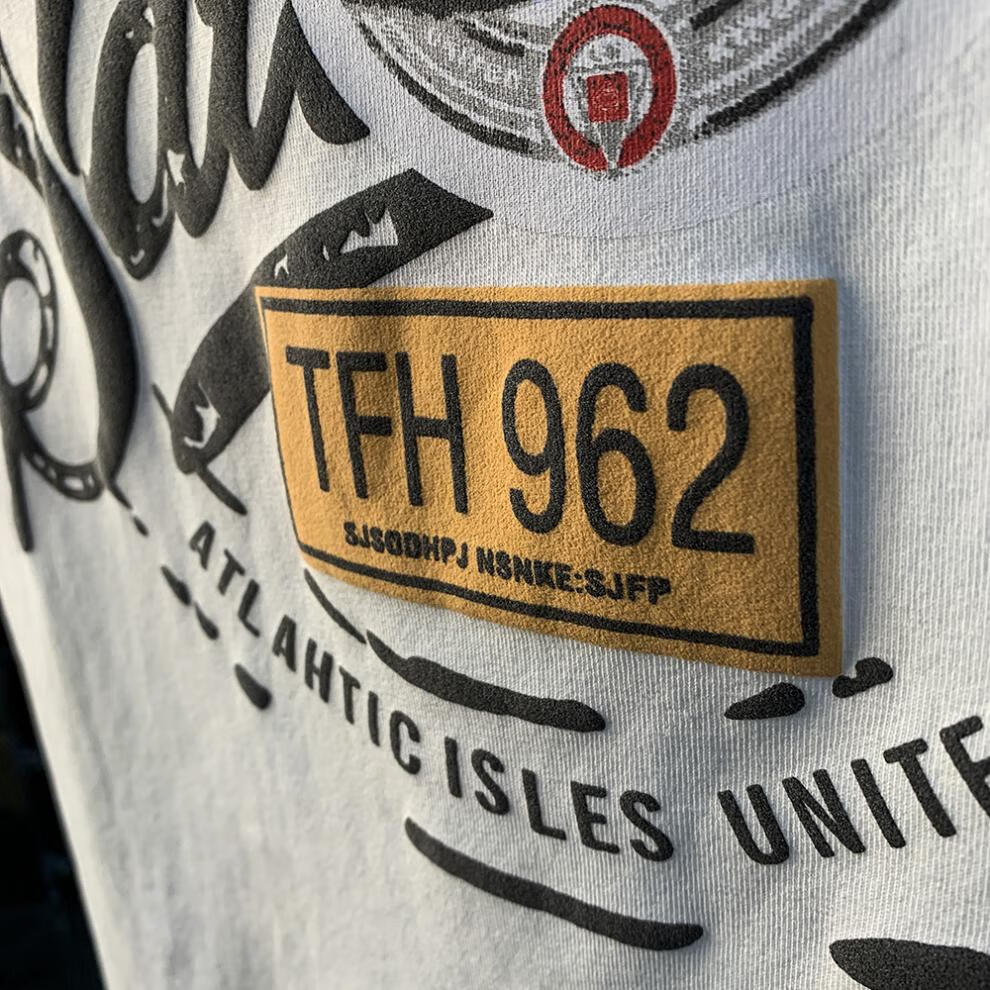 TFH 962
SJSODHPJ NSNKE:SJFP
ATLAHTIC ISLES UNITE